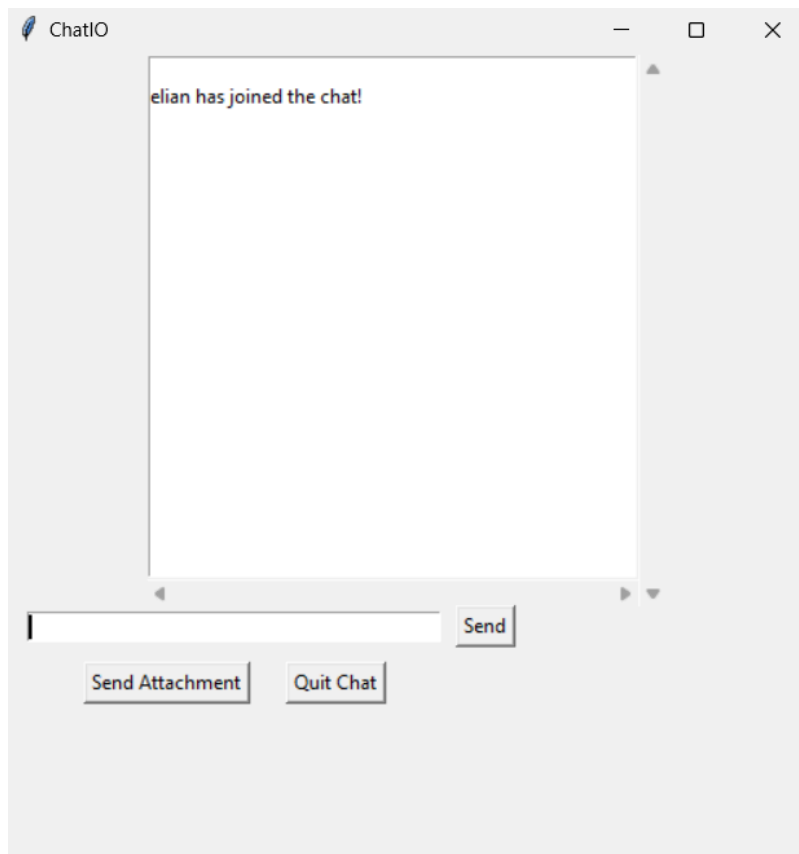 ChatIO
elian has joined the chat!
Send
Send Attachment Quit Chat